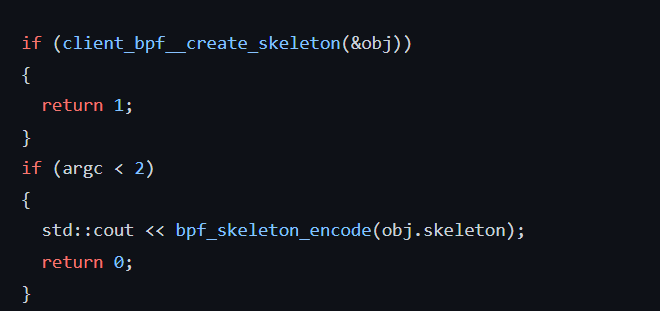 if (client_bpf__create_skeleton(&obj))
{
return 1;
}
if (argc < 2)
{
std::cout << bpf_skeleton_encode(obj.skeleton);
return 0;
}